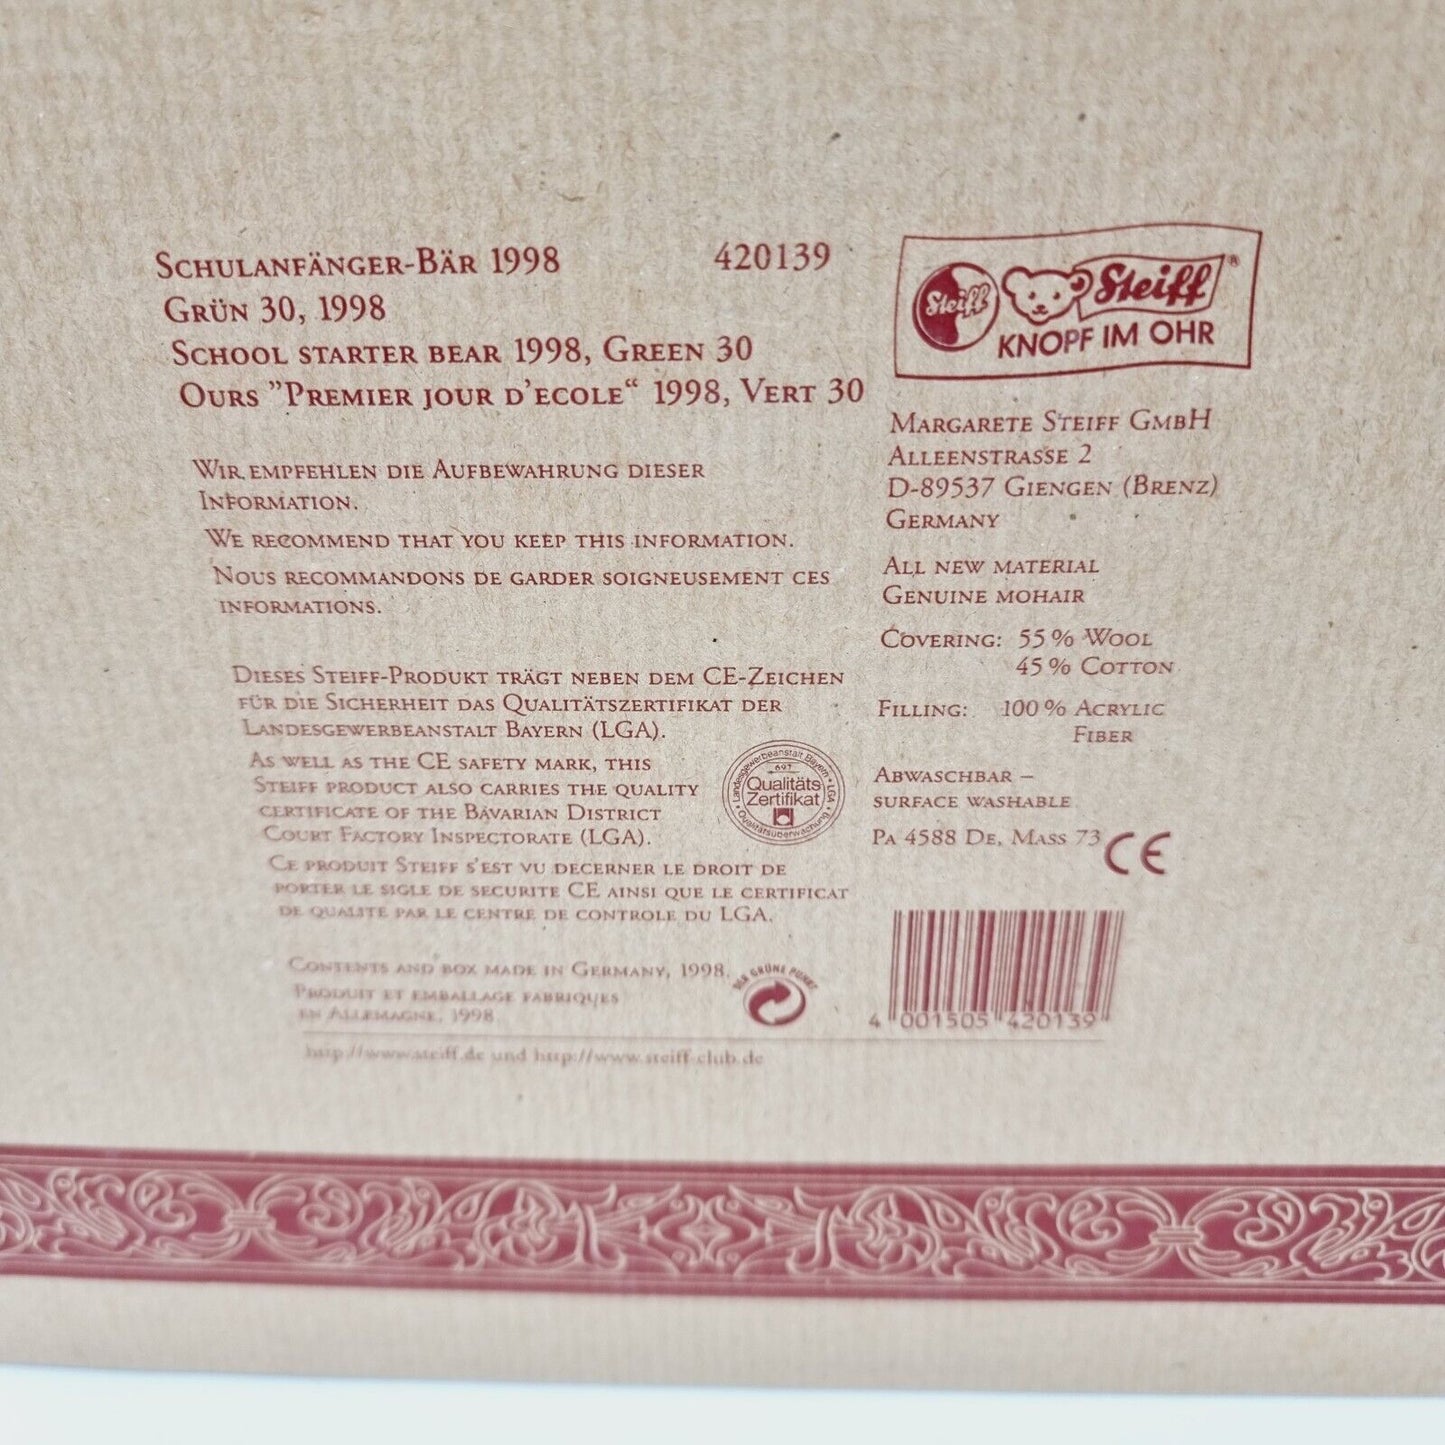 Schulanfänger-Bär 1998 420139
Grün 30, 1998
School starter bear 1998, Green 30
Ours ”Premier jour d’ecole“ 1998, Vert 30
Wir empfehlen die Aufbewahrung dieser
Information.
We recommend that you keep this information.
Nous recommandons de garder soigneusement ces
informations.
Dieses Steiff-Produkt trägt neben dem CE-Zeichen
für die Sicherheit das Qualitätszertifikat der
Landesgewerbeanstalt Bayern (LGA).
As well as the CE safety mark, this
Steiff product also carries the quality
certificate of the Bavarian District
Court Factory Inspectorate (LGA).
Ce produit Steiff s’est vu decerner le droit de
porter le sigle de securite CE ainsi que le certificat
de qualite par le centre de controle du LGA.
Landesgewerbeanstalt Bayern • LGA •
Qualitätsüberwachung
697
Qualitäts
Zertifikat
Contents and box made in Germany, 1998.
Produit et emballage fabriques
en Allemagne, 1998
DER GRÜNE PUNKT
http://www.steiff.de und http://www.steiff-club.de
Steiff
Steiff®
KNOPF IM OHR
Margarete Steiff GmbH
Alleenstrasse 2
D-89537 Giengen (Brenz)
Germany
All new material
Genuine mohair
Covering: 55 % Wool
45 % Cotton
Filling: 100 % Acrylic
Fiber
Abwaschbar –
surface washable
Pa 4588 De, Mass 73
CE
4 001505 420139